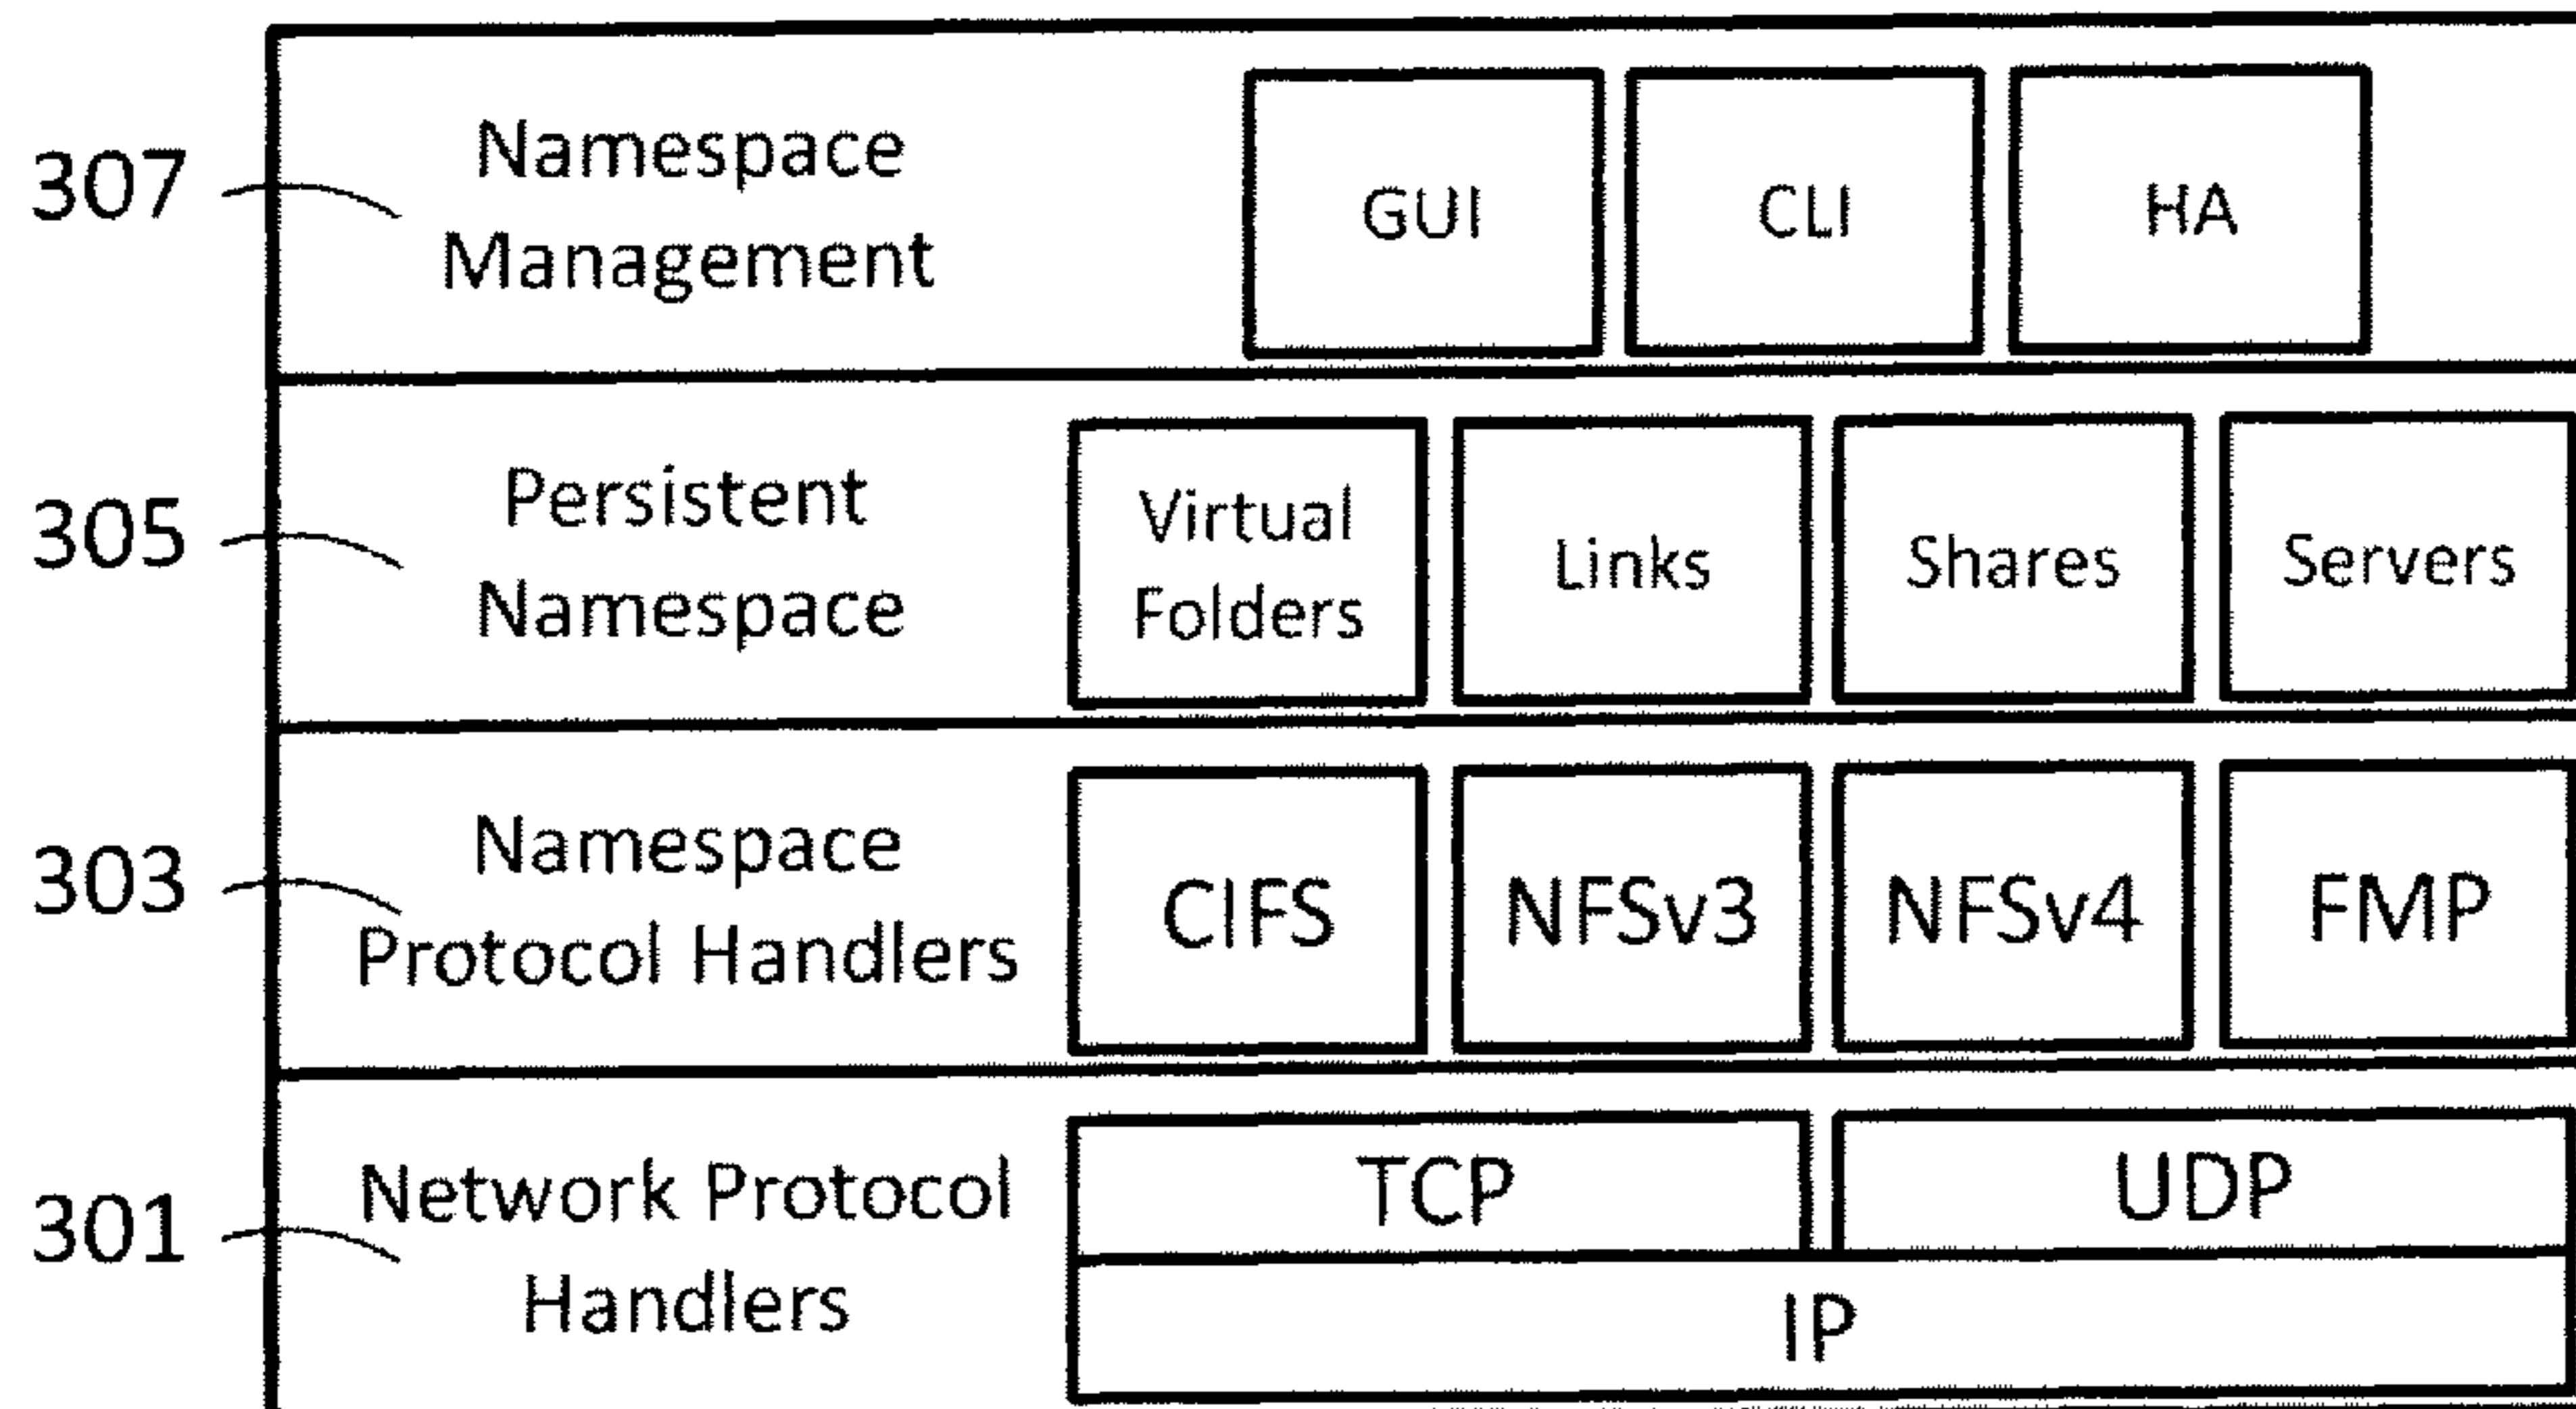 307
Namespace
Management
GUI
CLI
HA
305
Persistent
Namespace
Virtual
Folders
Links
Shares
Servers
303
Namespace
Protocol Handlers
CIFS
NFSv3
NFSv4
FMP
301
Network Protocol
Handlers
TCP
UDP
IP